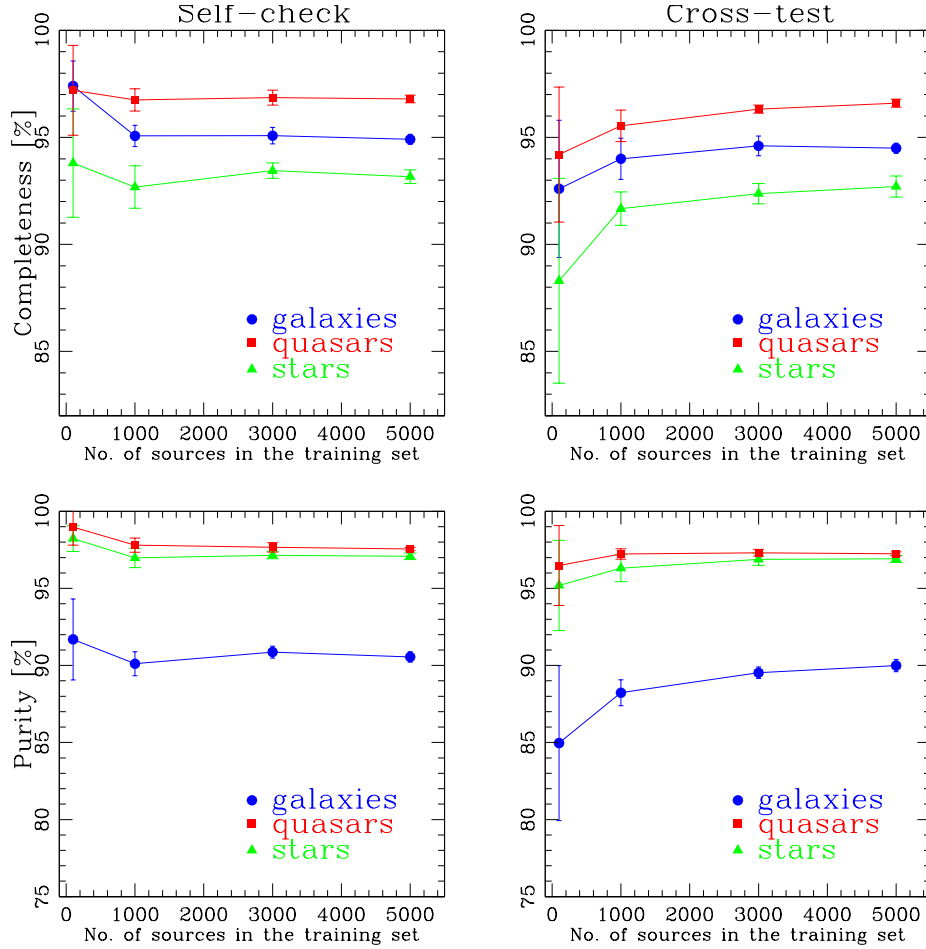 Self-check
Cross-test
Completeness [%]
100
95
90
85
galaxies
quasars
stars
0 1000 2000 3000 4000 5000
No. of sources in the training set
100
95
90
85
galaxies
quasars
stars
0 1000 2000 3000 4000 5000
No. of sources in the training set
Purity [%]
100
95
90
85
80
75
galaxies
quasars
stars
0 1000 2000 3000 4000 5000
No. of sources in the training set
100
95
90
85
80
75
galaxies
quasars
stars
0 1000 2000 3000 4000 5000
No. of sources in the training set